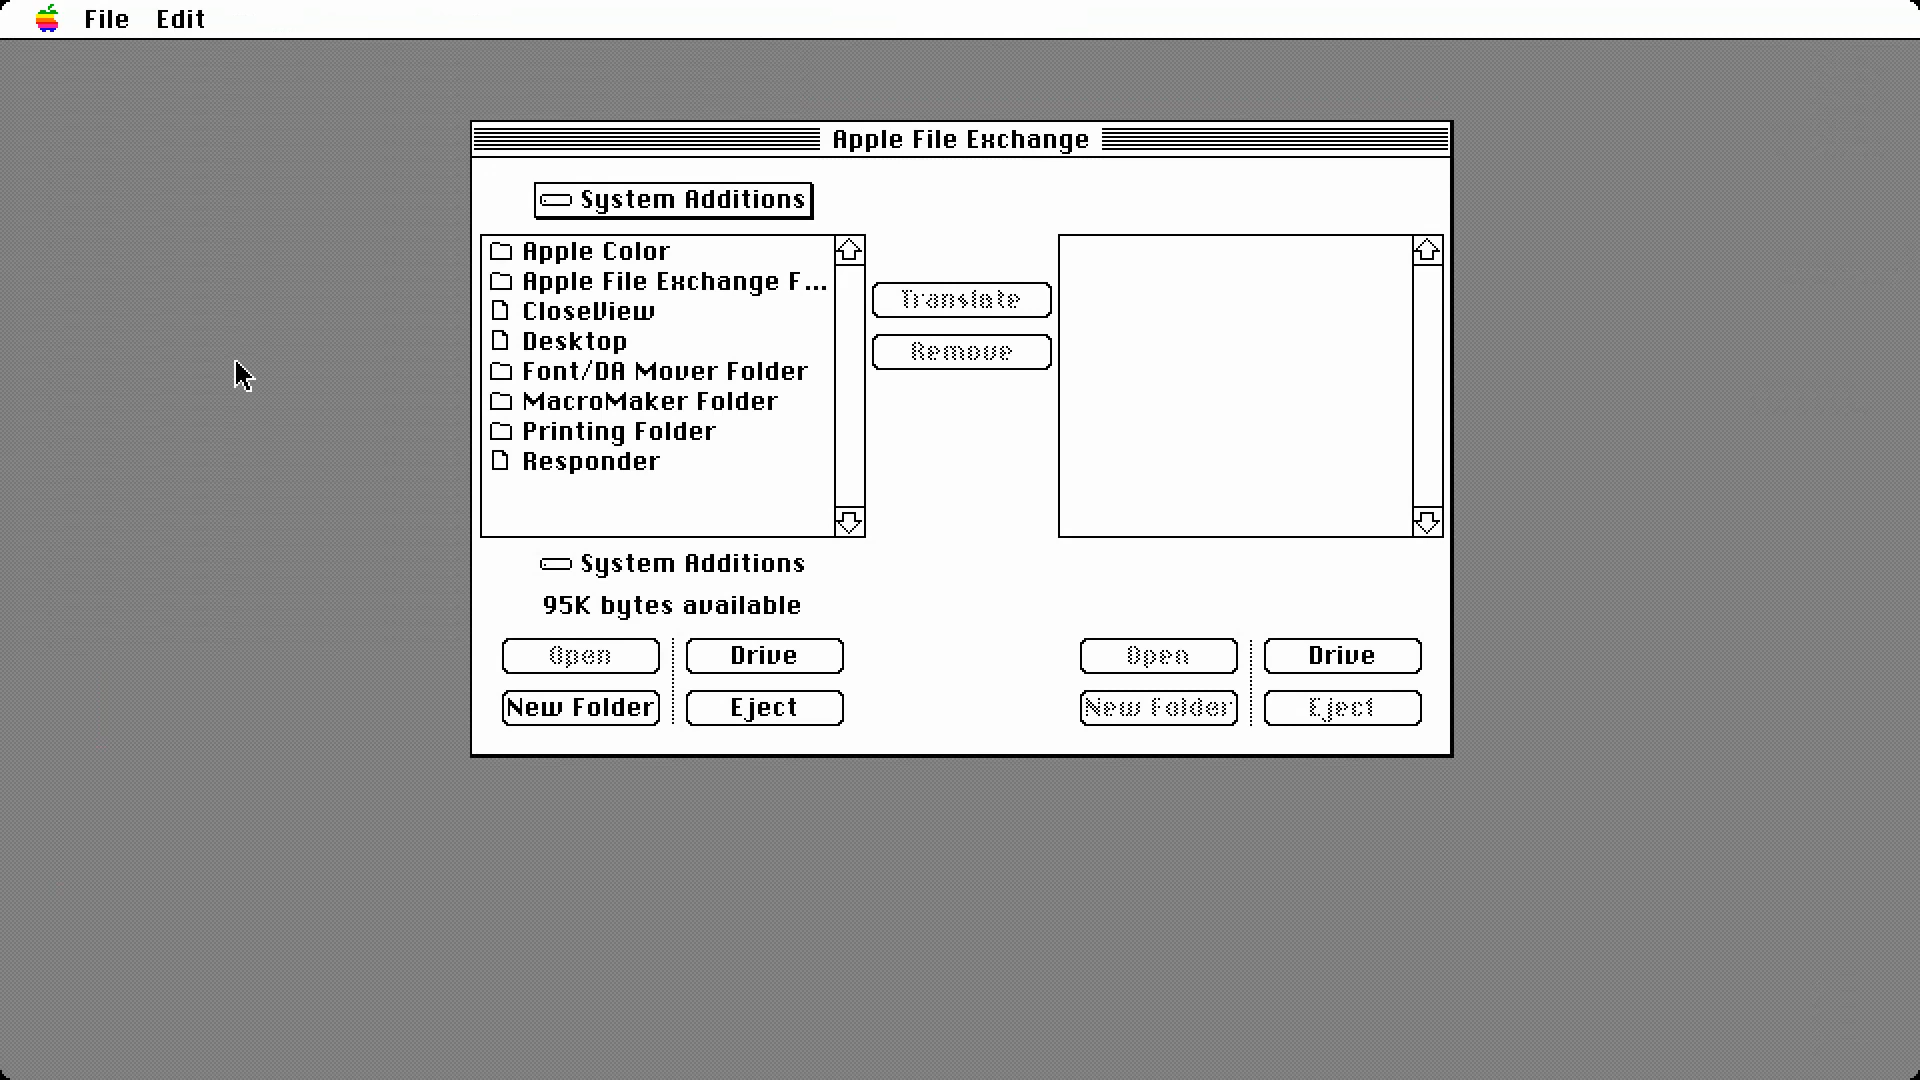 File Edit
Apple File Exchange
System Additions
Apple Color
Apple File Exchange F...
CloseView
Desktop
Font/DA Mover Folder
MacroMaker Folder
Printing Folder
Responder
Translate
Remove
System Additions
95K bytes available
Open Drive
New Folder Eject
Open Drive
New Folder Eject